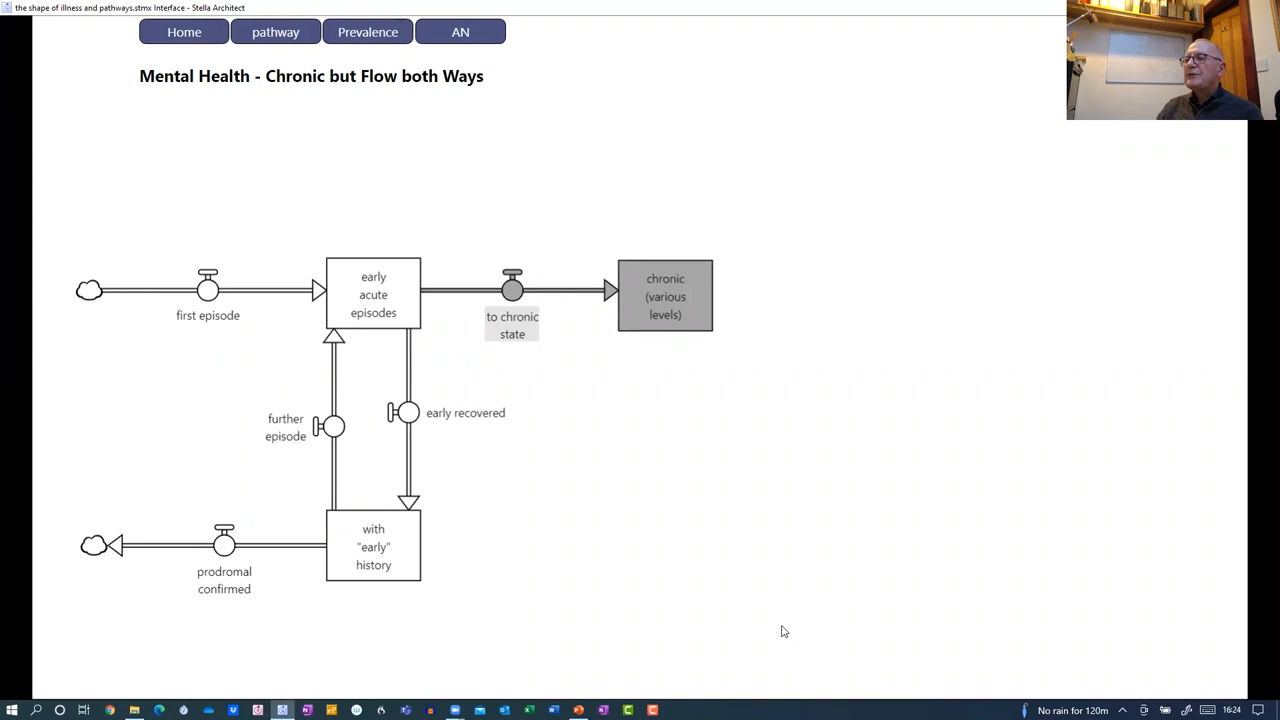 the shape of illness and pathways.stmx Interface - Stella Architect
Home
pathway
Prevalence
AN
Mental Health - Chronic but Flow both Ways
first episode
early
acute
episodes
to chronic
state
chronic
(various
levels)
further
episode
early recovered
prodromal
confirmed
with
"early"
history
No rain for 120m
16:24